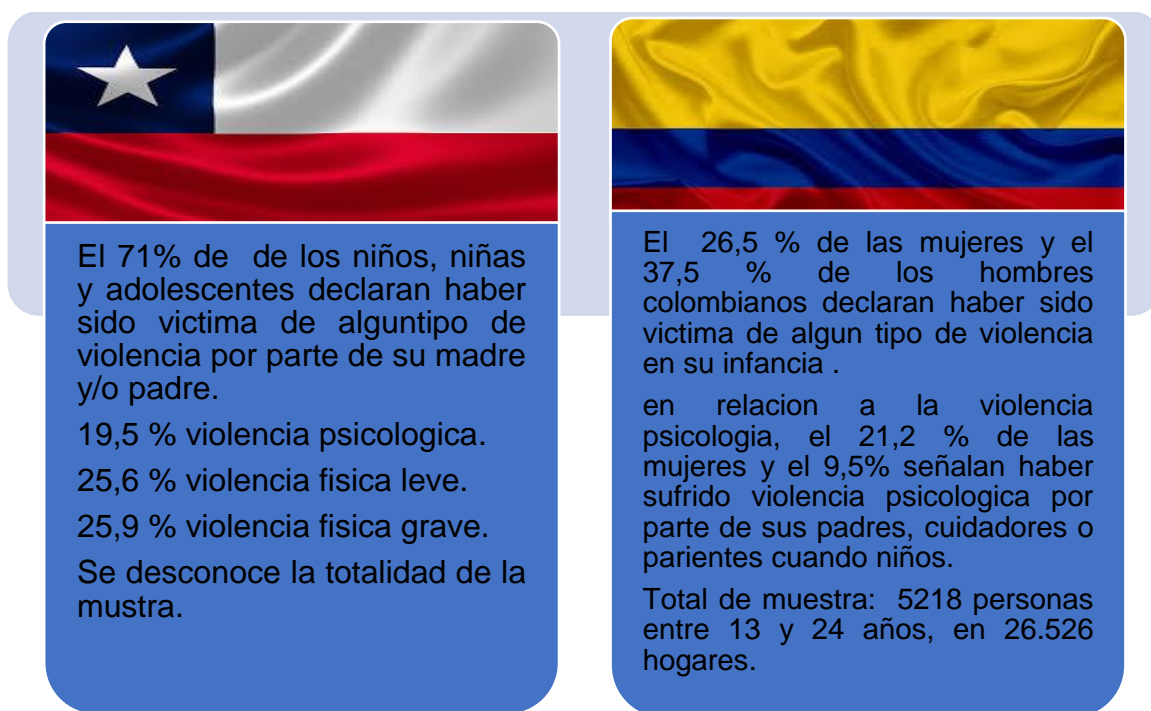 El 71% de de los niños, niñas
y adolescentes declaran haber
sido victima de alguntipo de
violencia por parte de su madre
y/o padre.
19,5 % violencia psicologica.
25,6 % violencia fisica leve.
25,9 % violencia fisica grave.
Se desconoce la totalidad de la
mustra.
El 26,5 % de las mujeres y el
37,5 % de los hombres
colombianos declaran haber sido
victima de algun tipo de violencia
en su infancia .
en relacion a la violencia
psicologia, el 21,2 % de las
mujeres y el 9,5% señalan haber
sufrido violencia psicologica por
parte de sus padres, cuidadores o
parientes cuando niños.
Total de muestra: 5218 personas
entre 13 y 24 años, en 26.526
hogares.